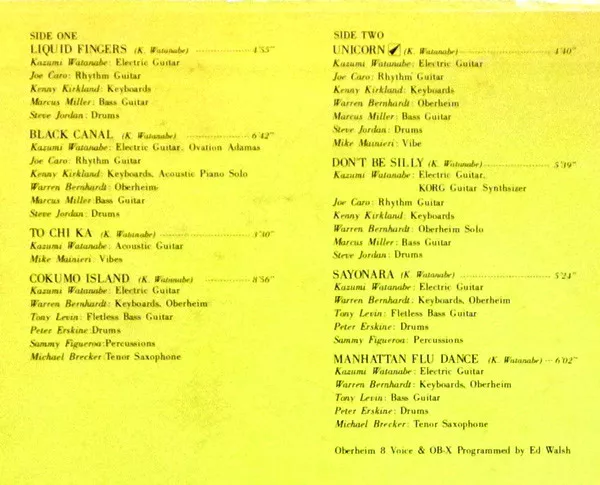 SIDE ONE
LIQUID FINGERS (K. Watanabe) 4'55"
Kazumi Watanabe: Electric Guitar
Joe Caro: Rhythm Guitar
Kenny Kirkland: Keyboards
Marcus Miller: Bass Guitar
Steve Jordan: Drums
BLACK CANAL (K. Watanabe) 6'42"
Kazumi Watanabe: Electric Guitar, Ovation Adamas
Joe Caro: Rhythm Guitar
Kenny Kirkland: Keyboards, Acoustic Piano Solo
Warren Bernhardt: Oberheim
Marcus Miller: Bass Guitar
Steve Jordan: Drums
TO CHI KA (K. Watanabe) 3'30"
Kazumi Watanabe: Acoustic Guitar
Mike Mainieri: Vibes
COKUMO ISLAND (K. Watanabe) 8'56"
Kazumi Watanabe: Electric Guitar
Warren Bernhardt: Keyboards, Oberheim
Tony Levin: Fletless Bass Guitar
Peter Erskine: Drums
Sammy Figueroa: Percussions
Michael Brecker: Tenor Saxophone
SIDE TWO
UNICORN (K. Watanabe) 4'40"
Kazumi Watanabe: Electric Guitar
Joe Caro: Rhythm Guitar
Kenny Kirkland: Keyboards
Warren Bernhardt: Oberheim
Marcus Miller: Bass Guitar
Steve Jordan: Drums
Mike Mainieri: Vibe
DON'T BE SILLY (K. Watanabe) 5'19"
Kazumi Watanabe: Electric Guitar,
KORG Guitar Synthsizer
Joe Caro: Rhythm Guitar
Kenny Kirkland: Keyboards
Warren Bernhardt: Oberheim Solo
Marcus Miller: Bass Guitar
Steve Jordan: Drums
SAYONARA (K. Watanabe) 5'24"
Kazumi Watanabe: Electric Guitar
Warren Bernhardt: Keyboards, Oberheim
Tony Levin: Fletless Bass Guitar
Peter Erskine: Drums
Sammy Figueroa: Percussions
MANHATTAN FLU DANCE (K. Watanabe) 6'02"
Kazumi Watanabe: Electric Guitar
Warren Bernhardt: Keyboards, Oberheim
Tony Levin: Bass Guitar
Peter Erskine: Drums
Michael Brecker: Tenor Saxophone
Oberheim 8 Voice & OB-X Programmed by Ed Walsh